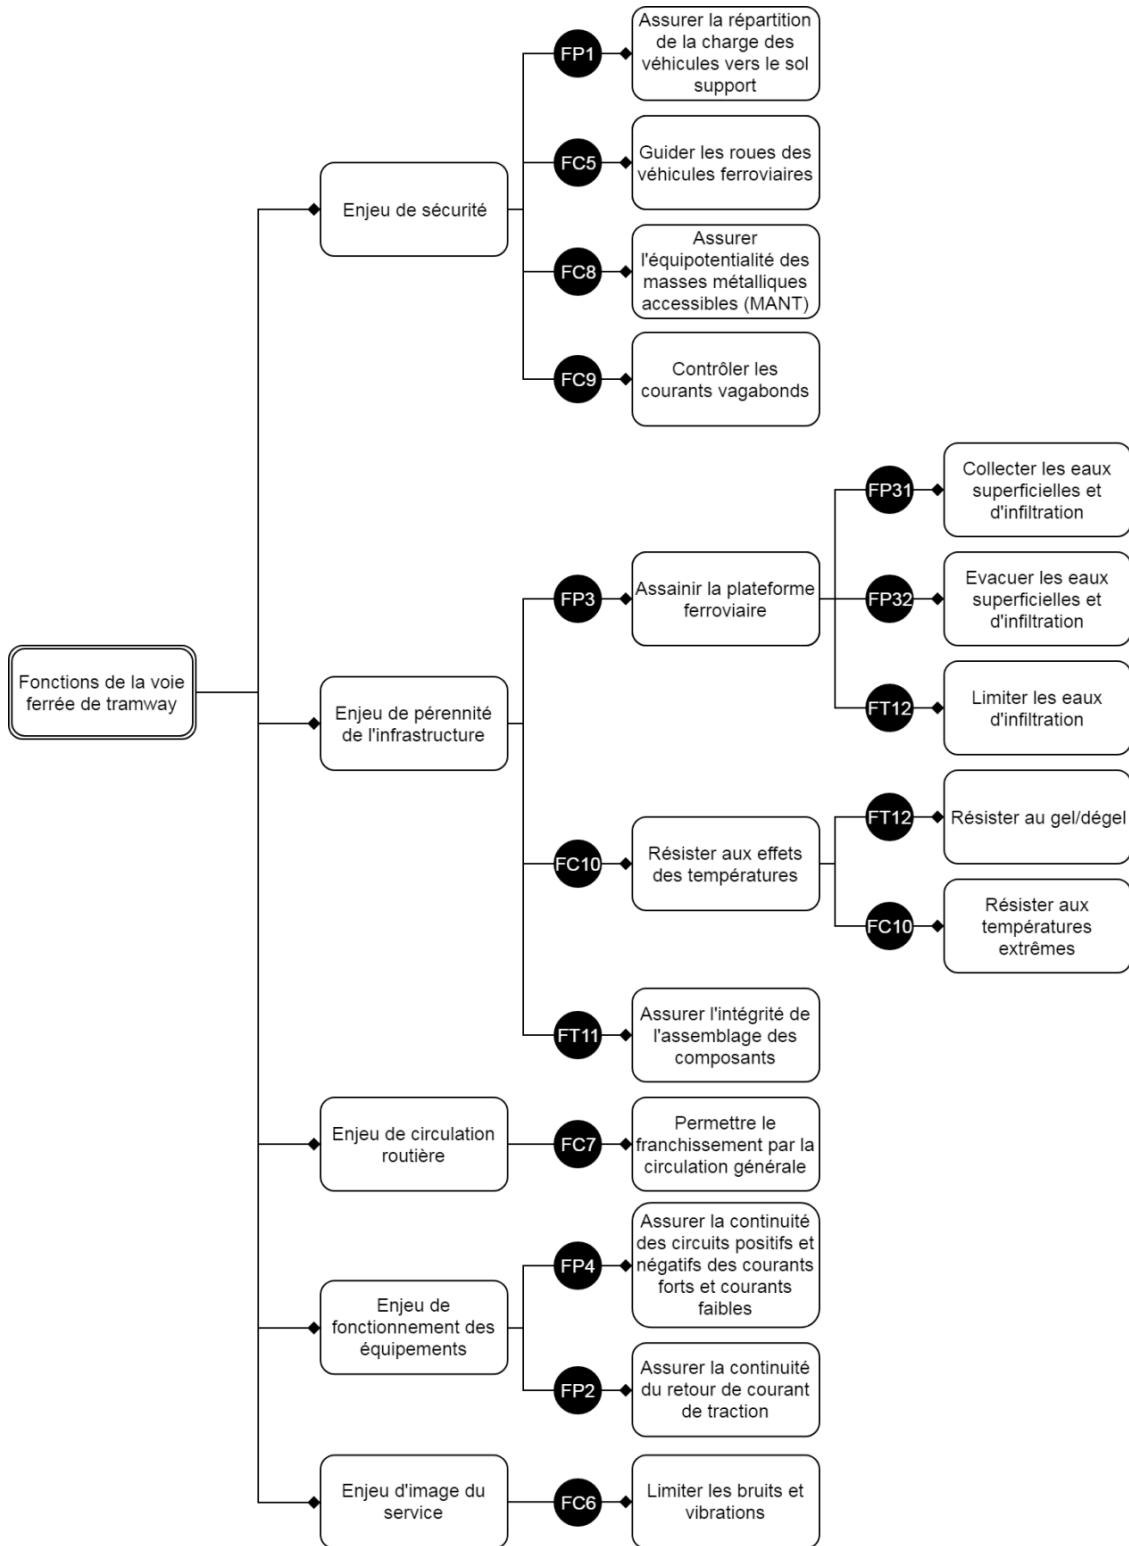 Fonctions de la voie
ferrée de tramway
Enjeu de sécurité
FP1
Assurer la répartition
de la charge des
véhicules vers le sol
support
FC5
Guider les roues des
véhicules ferroviaires
FC8
Assurer
l'équipotentialité des
masses métalliques
accessibles (MANT)
FC9
Contrôler les
courants vagabonds
Enjeu de pérennité
de l'infrastructure
FP3
Assainir la plateforme
ferroviaire
FP31
Collecter les eaux
superficielles et
d'infiltration
FP32
Evacuer les eaux
superficielles et
d'infiltration
FT12
Limiter les eaux
d'infiltration
FC10
Résister aux effets
des températures
FT12
Résister au gel/dégel
FC10
Résister aux
températures
extrêmes
FT11
Assurer l'intégrité de
l'assemblage des
composants
Enjeu de circulation
routière
FC7
Permettre le
franchissement par la
circulation générale
Enjeu de
fonctionnement des
équipements
FP4
Assurer la continuité
des circuits positifs et
négatifs des courants
forts et courants
faibles
FP2
Assurer la continuité
du retour de courant
de traction
Enjeu d'image du
service
FC6
Limiter les bruits et
vibrations